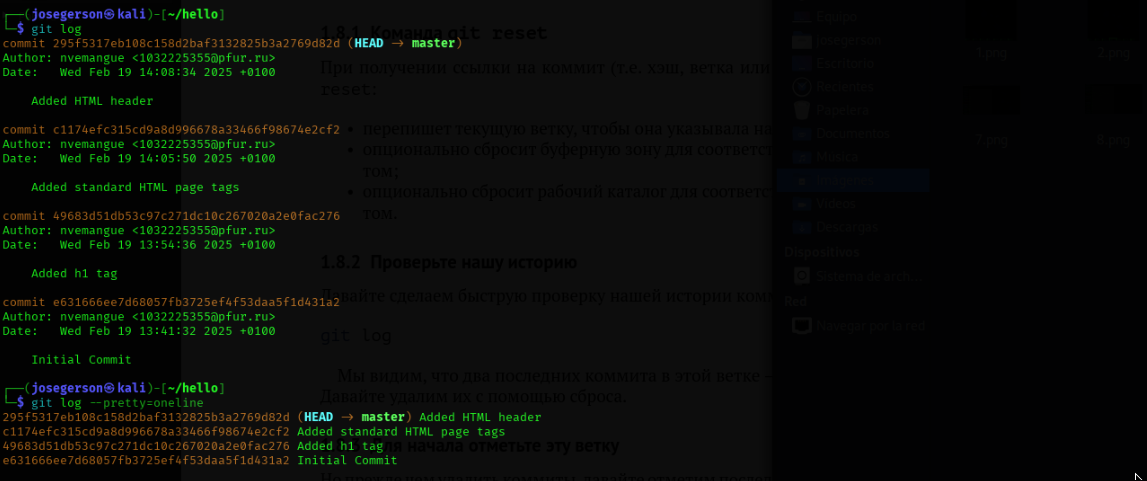 ┌──(josegerson㉿kali)-[~/hello]
└─$ git log
commit 295f5317eb108c158d2baf3132825b3a2769d82d (HEAD -> master)
Author: nvemangue <1032225355@pfur.ru>
Date:   Wed Feb 19 14:08:34 2025 +0100
Added HTML header
commit c1174efc315cd9a8d996678a33466f98674e2cf2
Author: nvemangue <1032225355@pfur.ru>
Date:   Wed Feb 19 14:05:50 2025 +0100
Added standard HTML page tags
commit 49683d51db53c97c271dc10c267020a2e0fac276
Author: nvemangue <1032225355@pfur.ru>
Date:   Wed Feb 19 13:54:36 2025 +0100
Added h1 tag
commit e631666ee7d68057fb3725ef4f53daa5f1d431a2
Author: nvemangue <1032225355@pfur.ru>
Date:   Wed Feb 19 13:41:32 2025 +0100
Initial Commit
┌──(josegerson㉿kali)-[~/hello]
└─$ git log --pretty=oneline
295f5317eb108c158d2baf3132825b3a2769d82d (HEAD -> master) Added HTML header
c1174efc315cd9a8d996678a33466f98674e2cf2 Added standard HTML page tags
49683d51db53c97c271dc10c267020a2e0fac276 Added h1 tag
e631666ee7d68057fb3725ef4f53daa5f1d431a2 Initial Commit
1.8.1 Команда git reset
При получении ссылки на коммит (т.е. хэш, ветка или
reset:
• перепишет текущую ветку, чтобы она указывала на
• опционально сбросит буферную зону для соответст
том;
• опционально сбросит рабочий каталог для соответст
том.
1.8.2 Проверьте нашу историю
Давайте сделаем быструю проверку нашей истории ком
git log
Мы видим, что два последних коммита в этой ветке –
Давайте удалим их с помощью сброса.
Для начала отметьте эту ветку
Equipo
josegerson
Escritorio
Recientes
Papelera
Documentos
Música
Imágenes
Vídeos
Descargas
Dispositivos
Sistema de arch...
Red
Navegar por la red
1.png
2.png
7.png
8.png